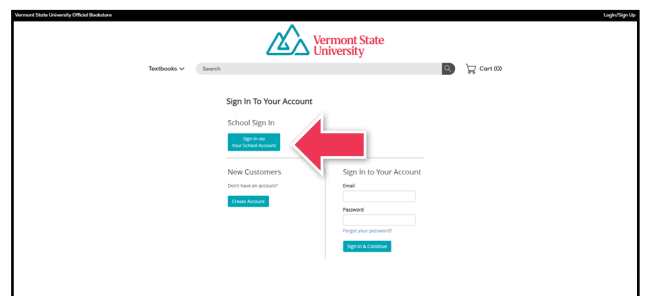 Vermont State University Official Bookstore
Login/Sign Up
Vermont State
University
Textbooks
Search
Cart (0)
Sign In To Your Account
School Sign In
Sign in via
Your School Account
New Customers
Don't have an account?
Create Account
Sign In to Your Account
Email
Password
Forgot your password?
Sign In & Continue